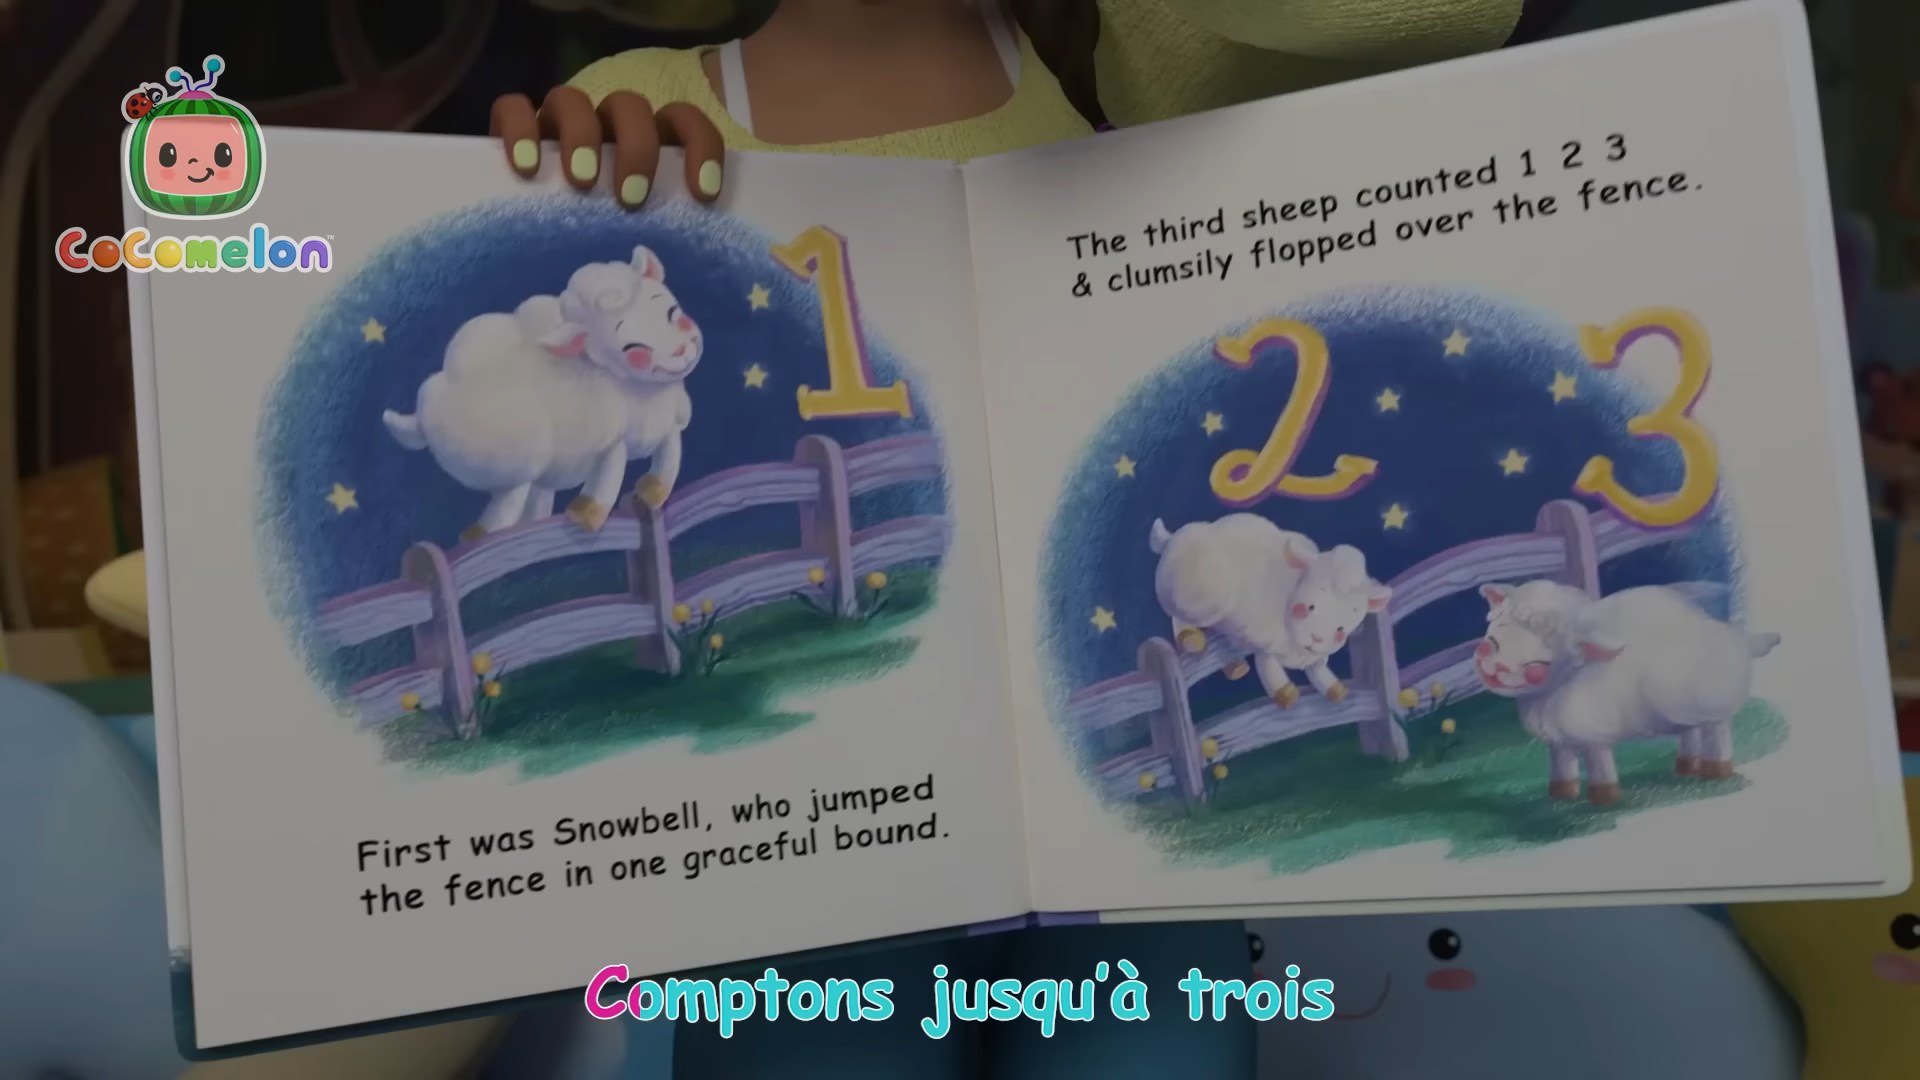 CoCoMelon™
1
First was Snowbell, who jumped
the fence in one graceful bound.
The third sheep counted 1 2 3
& clumsily flopped over the fence.
2 3
Comptons jusqu'à trois